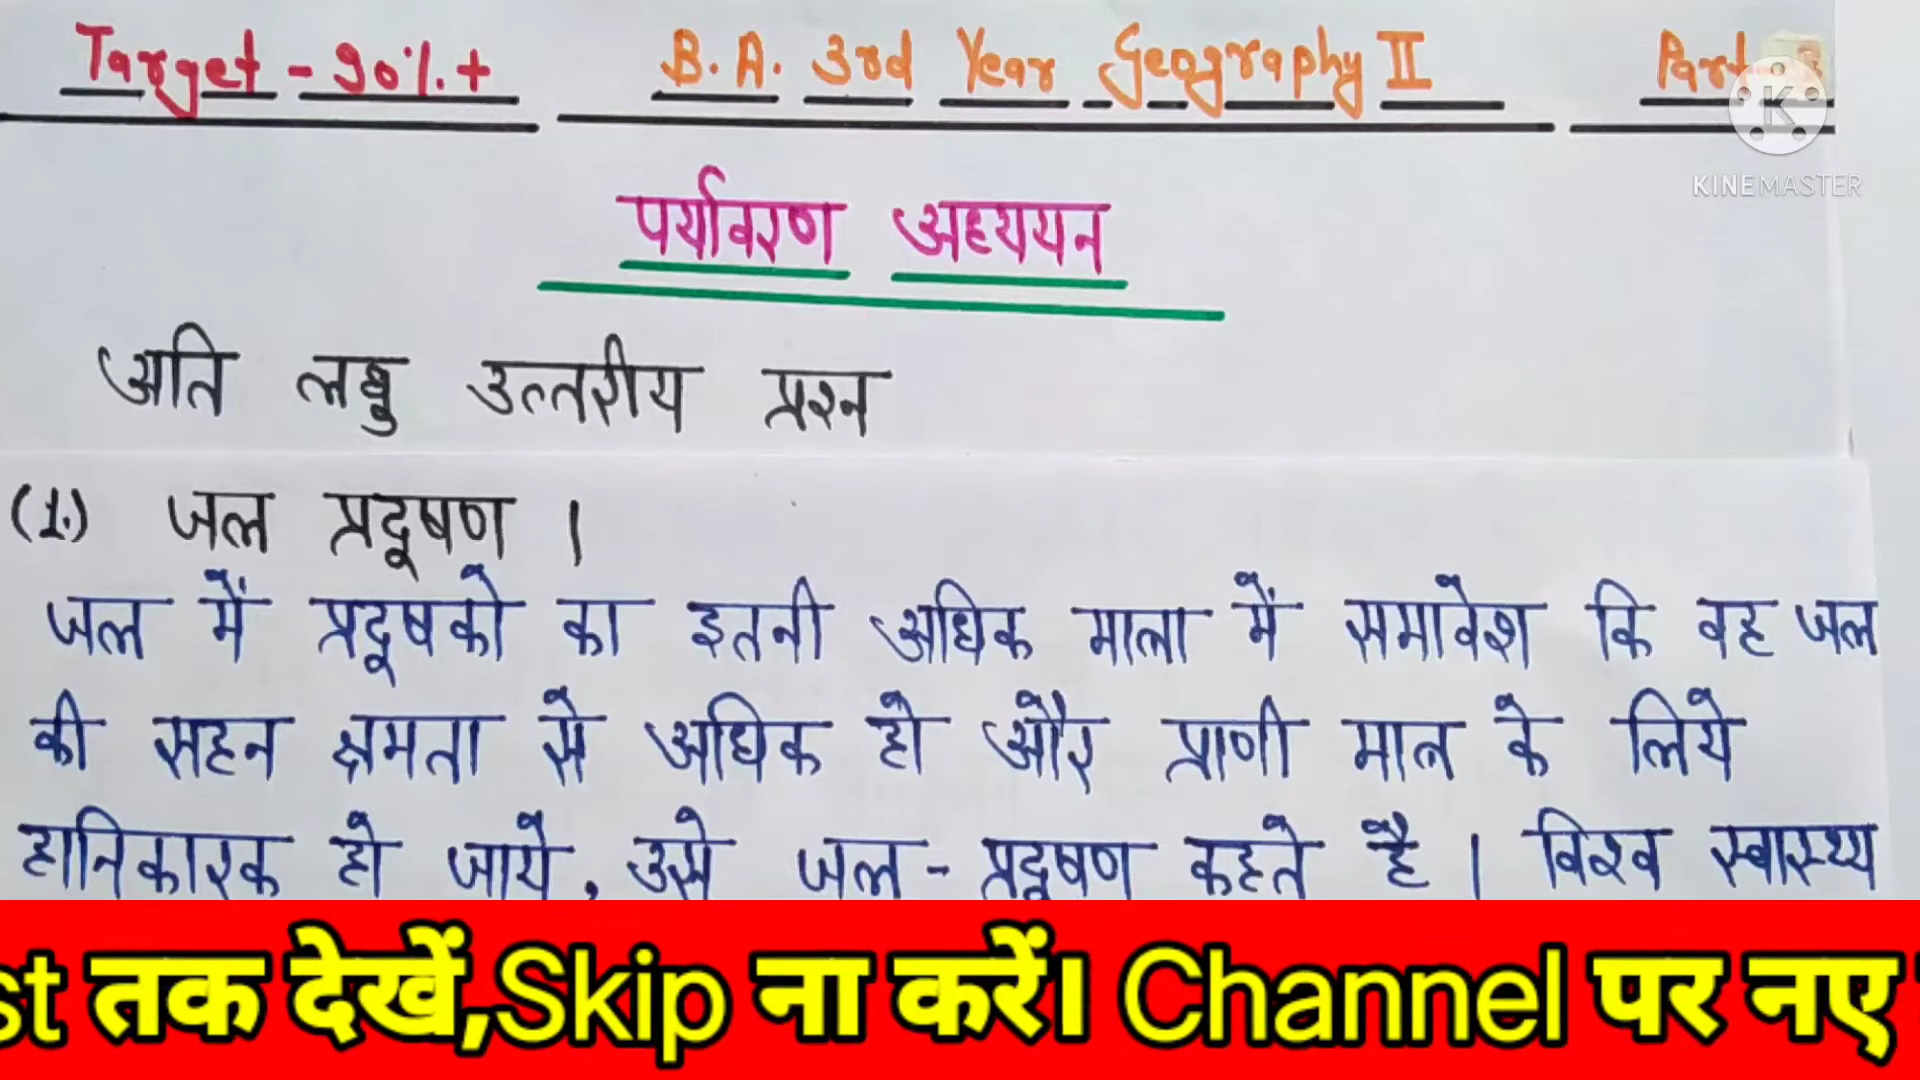 Target - 90%.+ B.A. 3rd Year Geography II Part
KINEMASTER
पर्यावरण अध्ययन
अति लघु उत्तरीय प्रश्न
(1.) जल प्रदूषण ।
जल में प्रदूषको का इतनी अधिक मात्रा में समावेश कि वह जल
की सहन क्षमता से अधिक हो और प्राणी मात्र के लिये
हानिकारक हो जाये, उसे जल - प्रदूषण कहते है । विश्व स्वास्थ्य
st तक देखें,Skip ना करें। Channel पर नए